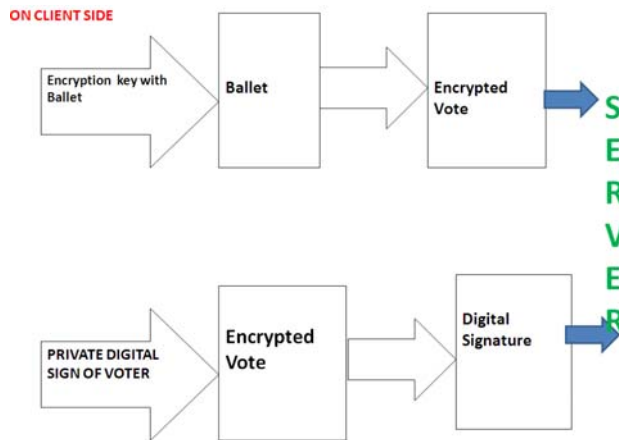 ON CLIENT SIDE
Encryption key with
Ballet
Ballet
Encrypted
Vote
PRIVATE DIGITAL
SIGN OF VOTER
Encrypted
Vote
Digital
Signature
S
E
R
V
E
R